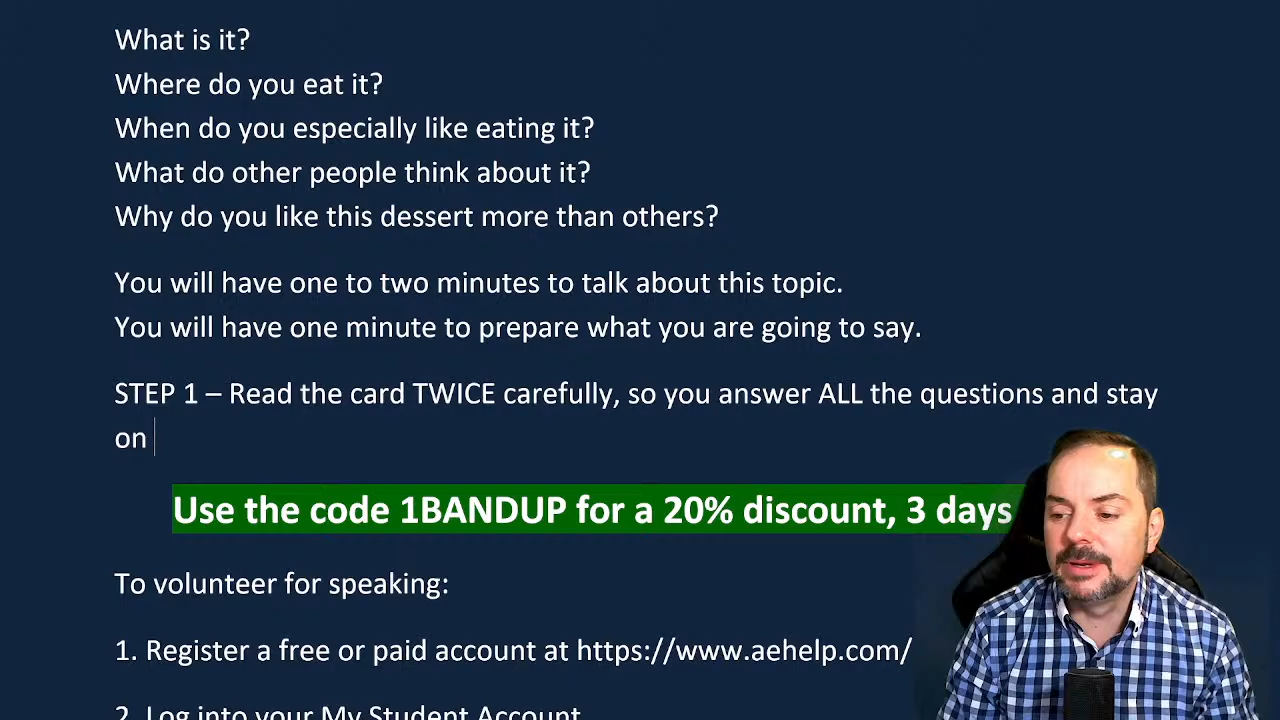 What is it?
Where do you eat it?
When do you especially like eating it?
What do other people think about it?
Why do you like this dessert more than others?
You will have one to two minutes to talk about this topic.
You will have one minute to prepare what you are going to say.
STEP 1 – Read the card TWICE carefully, so you answer ALL the questions and stay
on
Use the code 1BANDUP for a 20% discount, 3 days
To volunteer for speaking:
1. Register a free or paid account at https://www.aehelp.com/
2. Log into your My Student Account